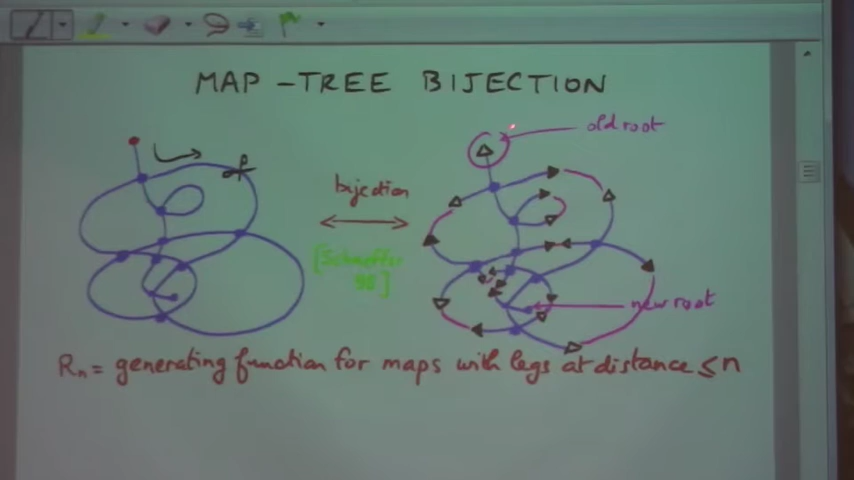 MAP - TREE BIJECTION
old root
bijection
[Schaeffer
98]
new root
Rn = generating function for maps with legs at distance ≤ n